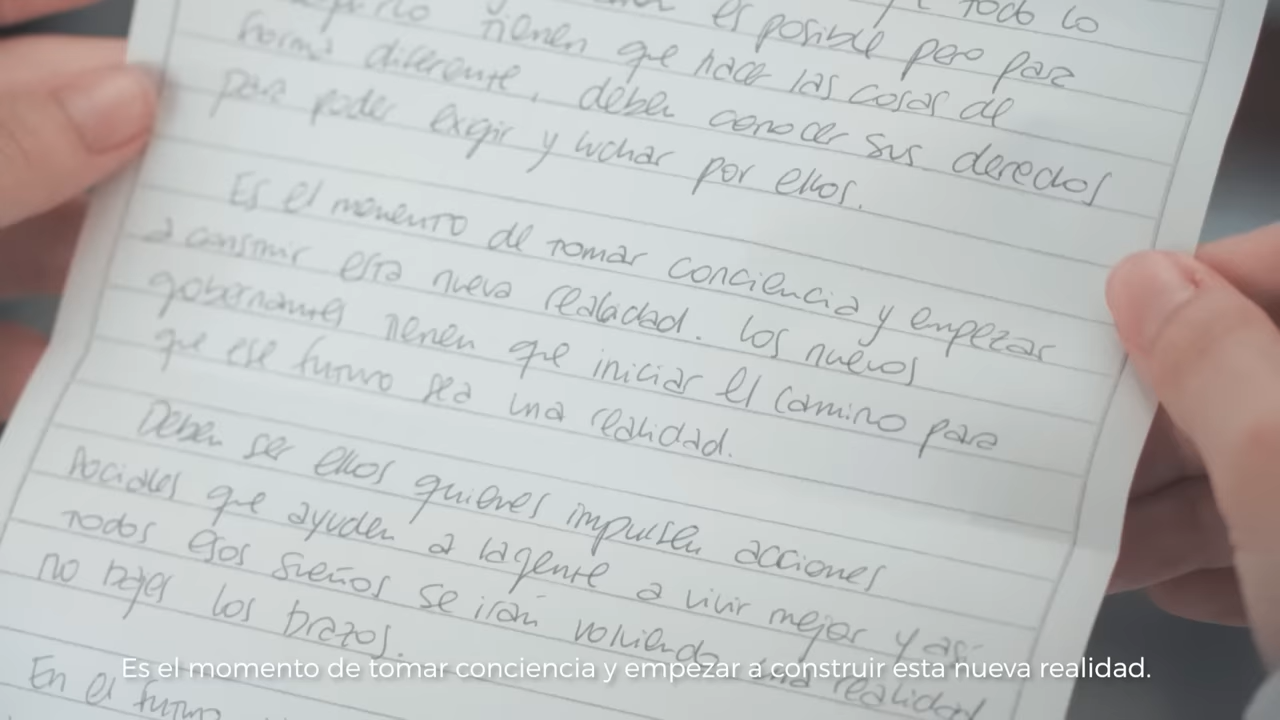 es posible pero para
tienen que hacer las cosas de
forma diferente, deben conocer sus derechos
para poder exigir y luchar por ellos.
Es el momento de tomar conciencia y empezar
a construir esta nueva realidad. Los nuevos
gobernantes tienen que iniciar el camino para
que ese futuro sea una realidad.
Deben ser ellos quienes impulsen acciones
sociales que ayuden a la gente a vivir mejor y así
todos esos sueños se irán volviendo una realidad
no bajes los brazos.
En el futuro
Es el momento de tomar conciencia y empezar a construir esta nueva realidad.